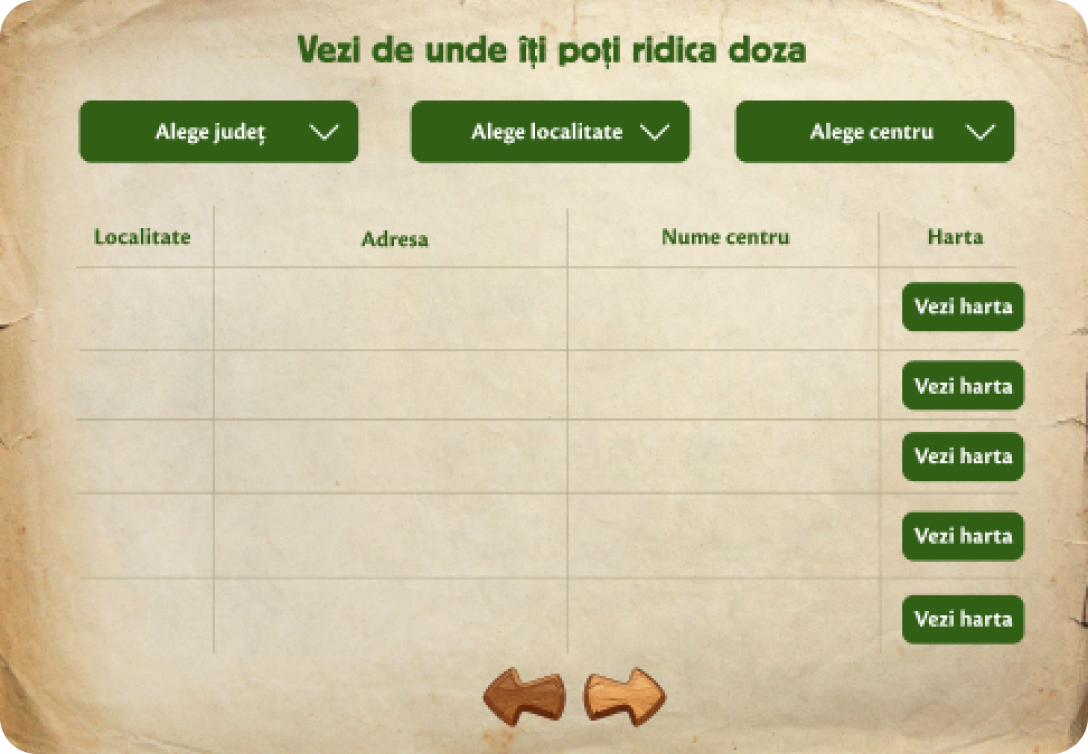 Vezi de unde îți poți ridica doza
Alege județ
Alege localitate
Alege centru
Localitate
Adresa
Nume centru
Harta
Vezi harta
Vezi harta
Vezi harta
Vezi harta
Vezi harta